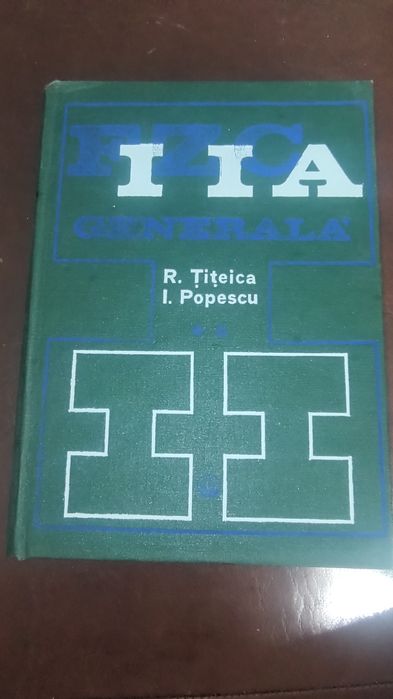 FIZICA
GENERALĂ
R. Țițeica
I. Popescu
II